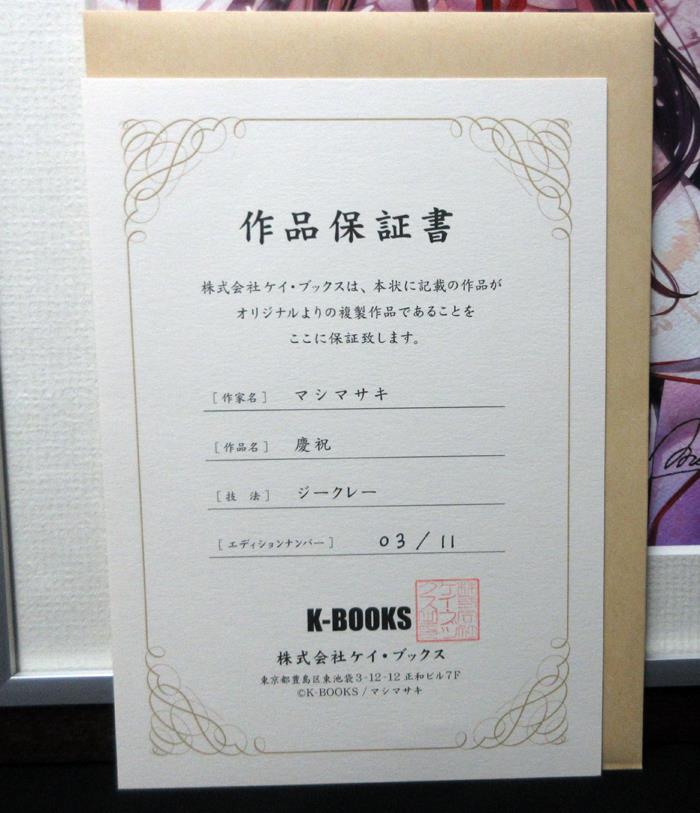 作品保証書
株式会社ケイ・ブックスは、本状に記載の作品が
オリジナルよりの複製作品であることを
ここに保証致します。
［作家名］ マシマサキ
［作品名］ 慶祝
［技　法］ ジークレー
［エディションナンバー］ 03/11
K-BOOKS
株式会社ケイ・ブックス
東京都豊島区東池袋3-12-12 正和ビル7F
©K-BOOKS / マシマサキ